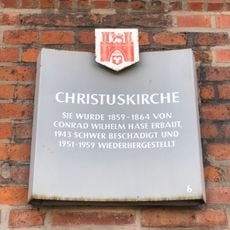 CHRISTUSKIRCHE
SIE WURDE 1859-1864 VON
CONRAD WILHELM HASE ERBAUT,
1943 SCHWER BESCHÄDIGT UND
1951-1959 WIEDERHERGESTELLT
6